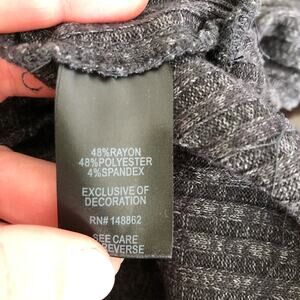 48%RAYON
48%POLYESTER
4%SPANDEX
EXCLUSIVE OF
DECORATION
RN#148862
SEE CARE
REVERSE